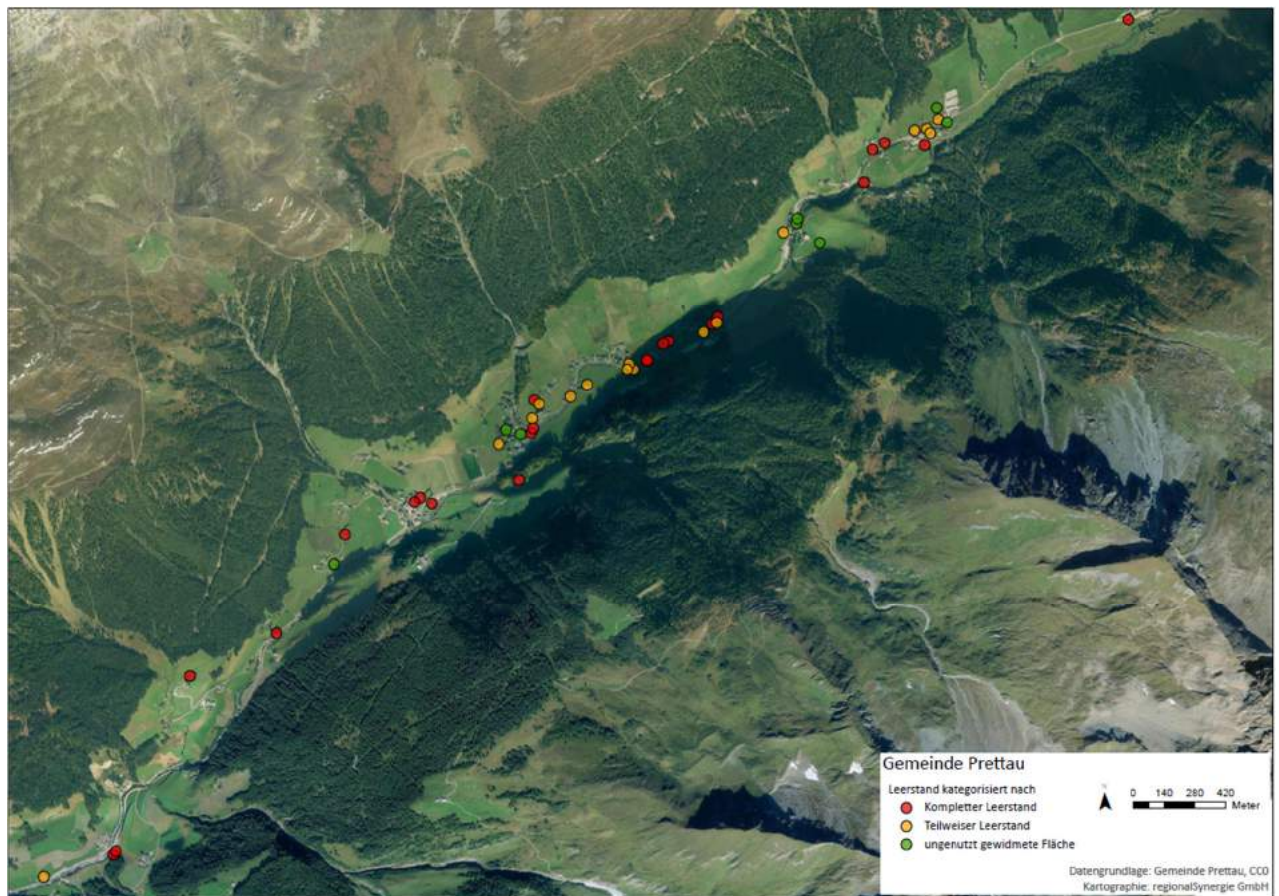 Gemeinde Prettau
Leerstand kategorisiert nach
Kompletter Leerstand
Teilweiser Leerstand
ungenutzt gewidmete Fläche
N
0 140 280 420
Meter
Datengrundlage: Gemeinde Prettau, CC0
Kartographie: regionalSynergie GmbH